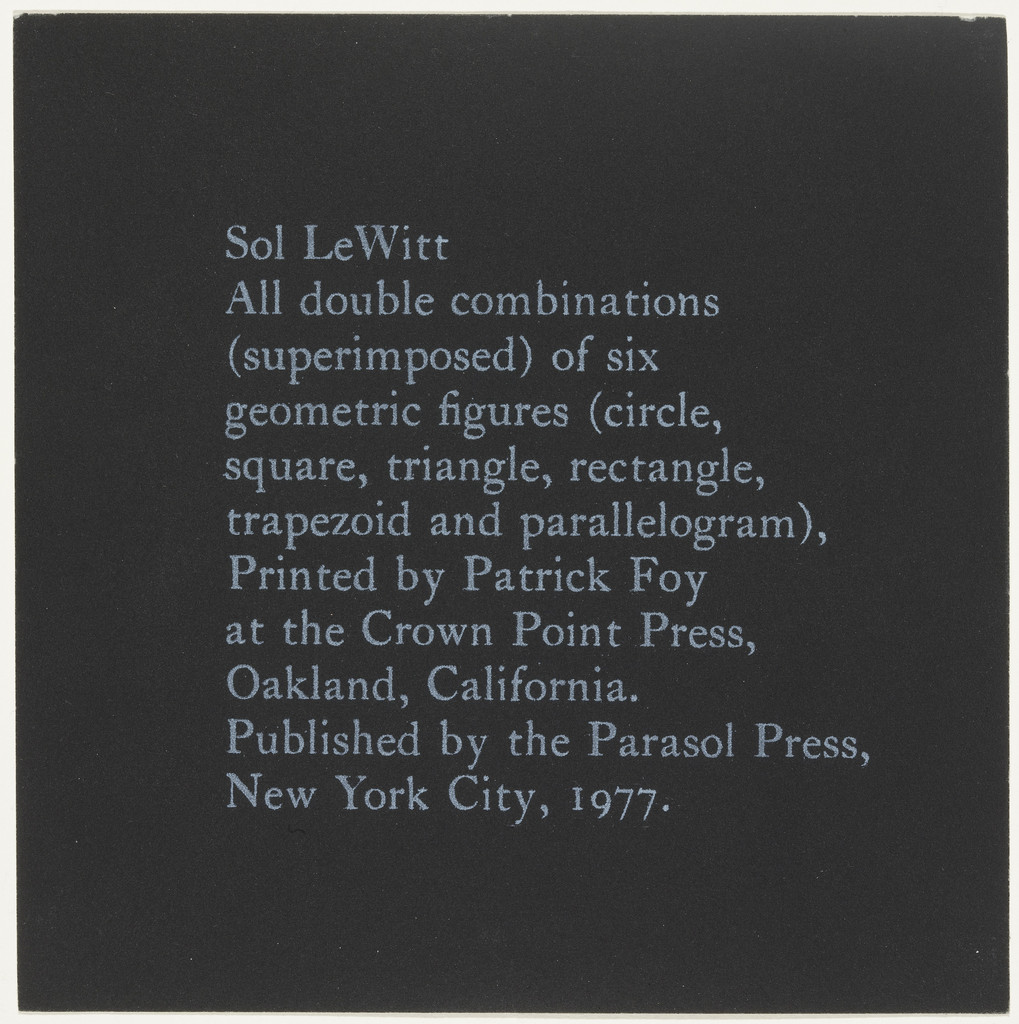 Sol LeWitt
All double combinations
(superimposed) of six
geometric figures (circle,
square, triangle, rectangle,
trapezoid and parallelogram),
Printed by Patrick Foy
at the Crown Point Press,
Oakland, California.
Published by the Parasol Press,
New York City, 1977.